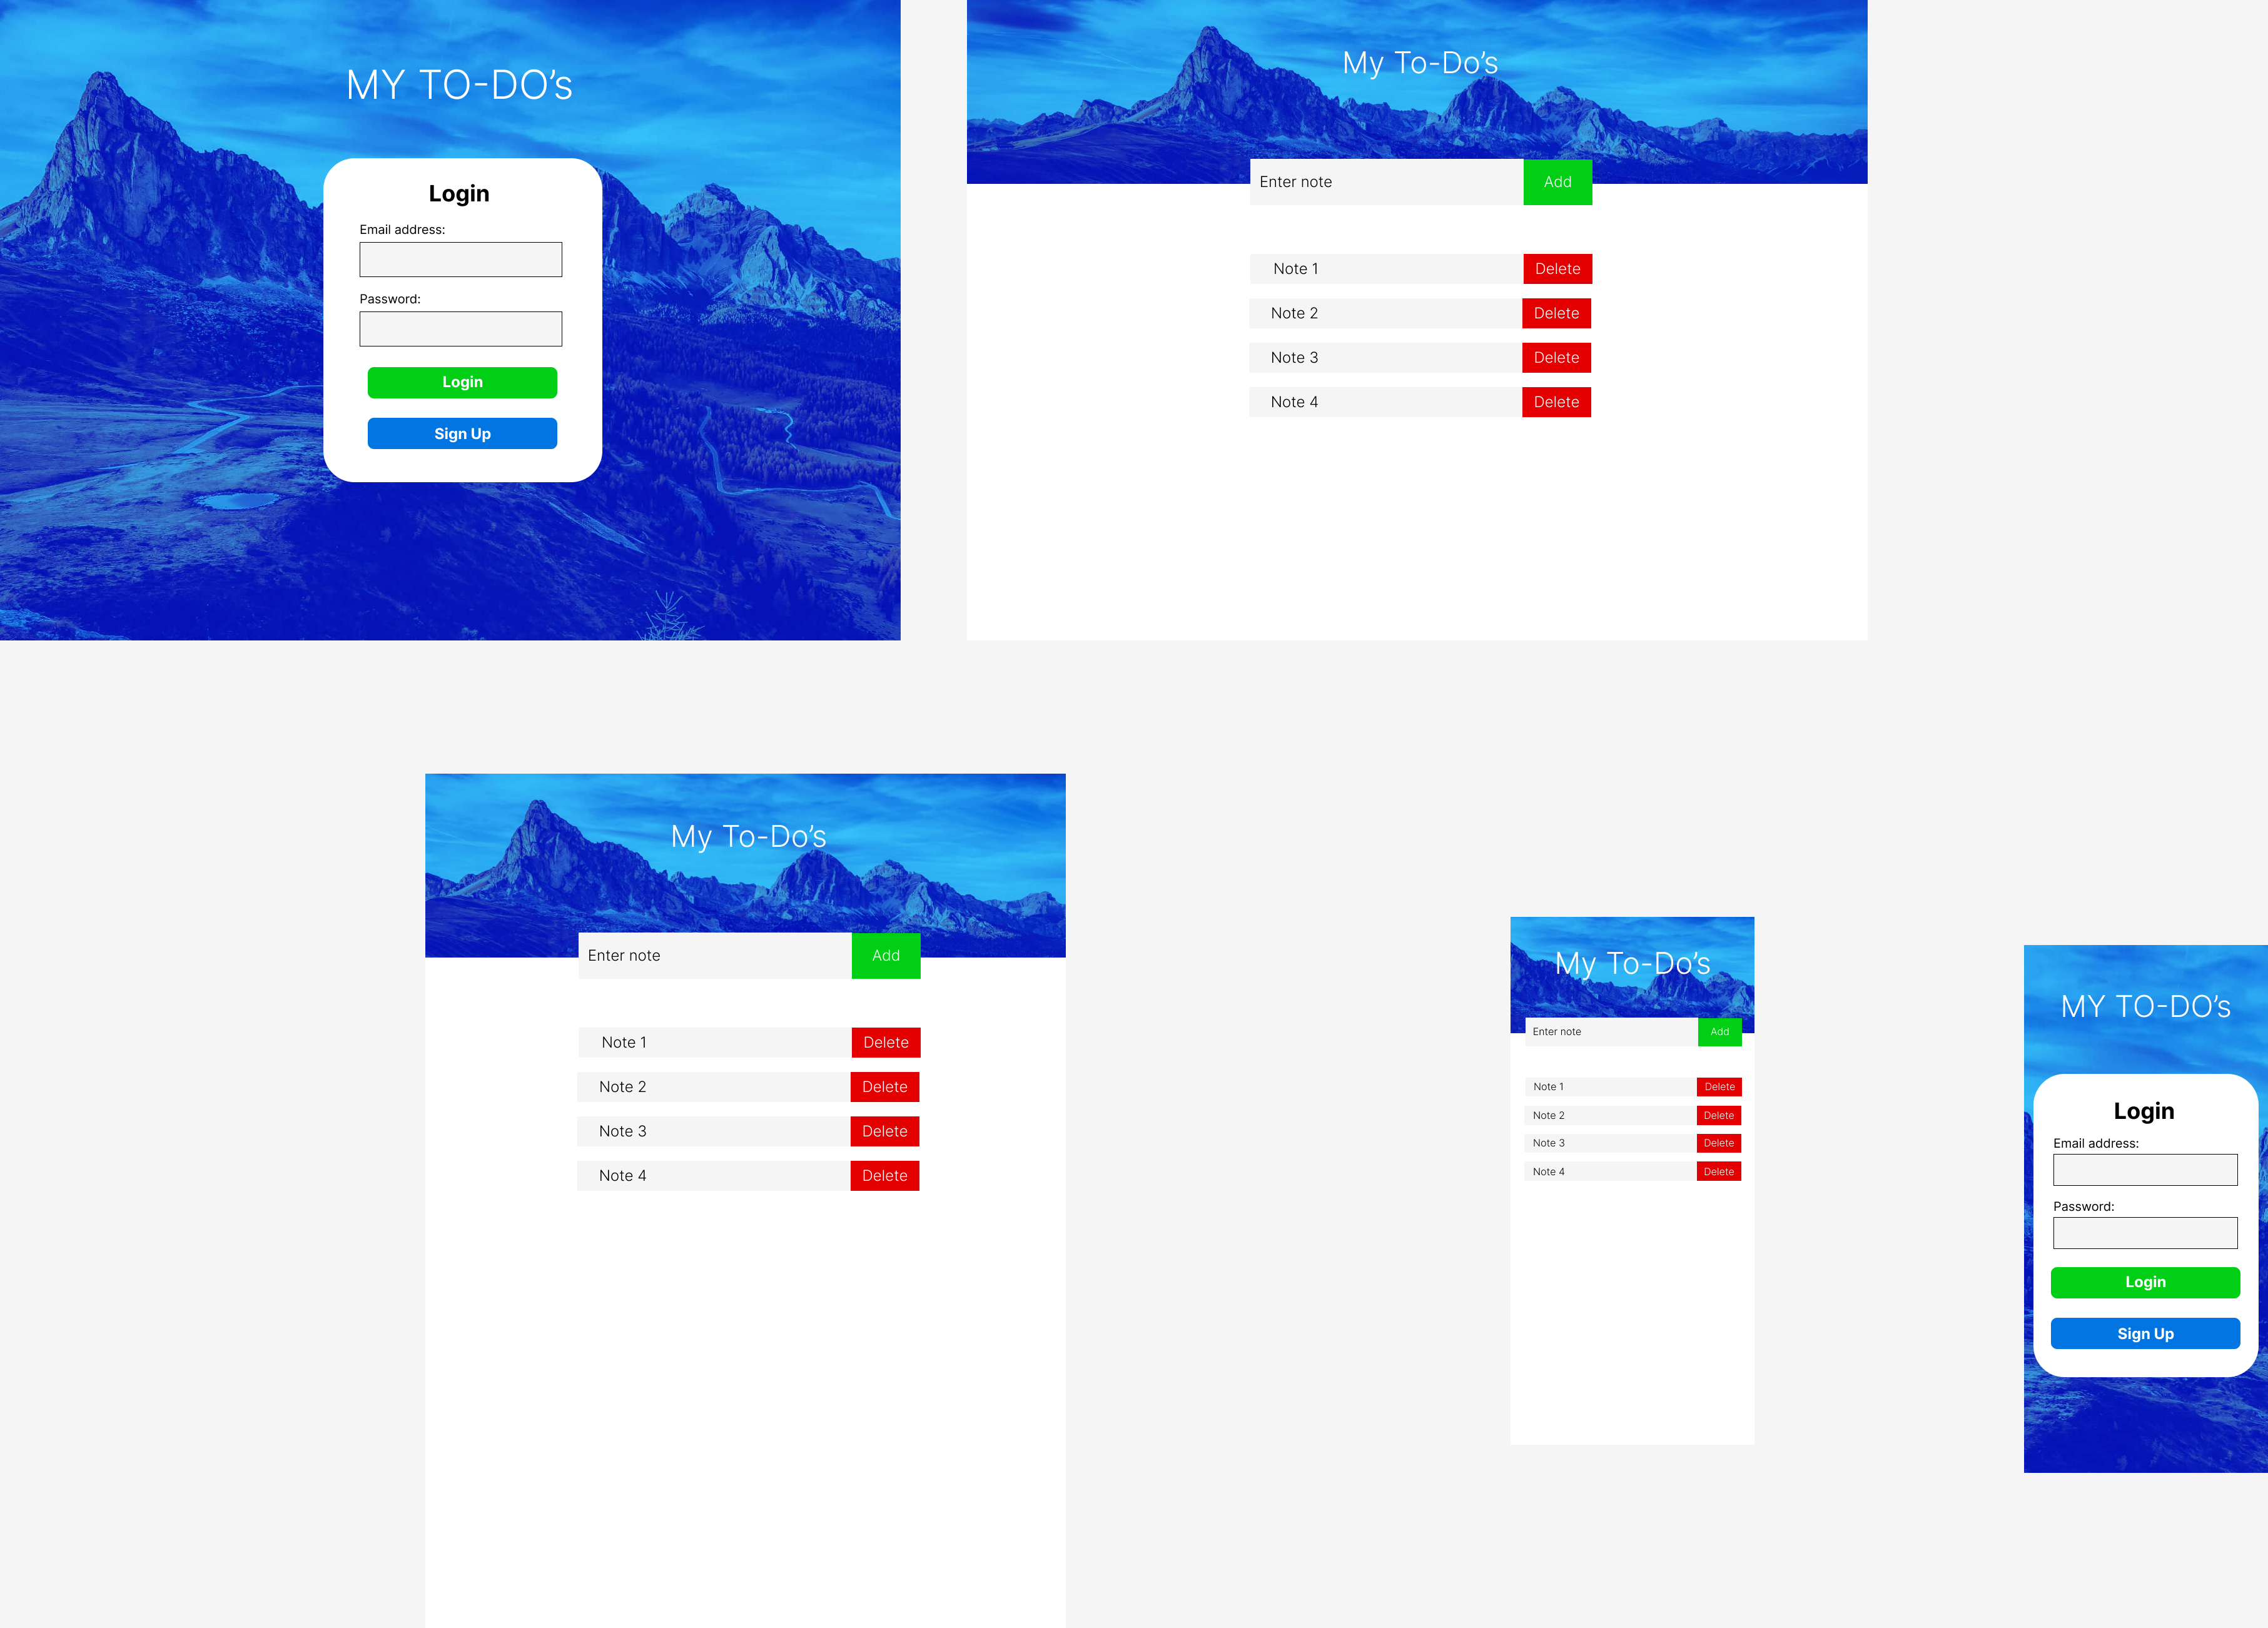 MY TO-DO’s
Login
Email address:
Password:
Login
Sign Up
My To-Do’s
Enter note
Add
Note 1
Delete
Note 2
Delete
Note 3
Delete
Note 4
Delete
My To-Do’s
Enter note
Add
Note 1
Delete
Note 2
Delete
Note 3
Delete
Note 4
Delete
My To-Do’s
Enter note
Add
Note 1
Delete
Note 2
Delete
Note 3
Delete
Note 4
Delete
MY TO-DO’s
Login
Email address:
Password:
Login
Sign Up